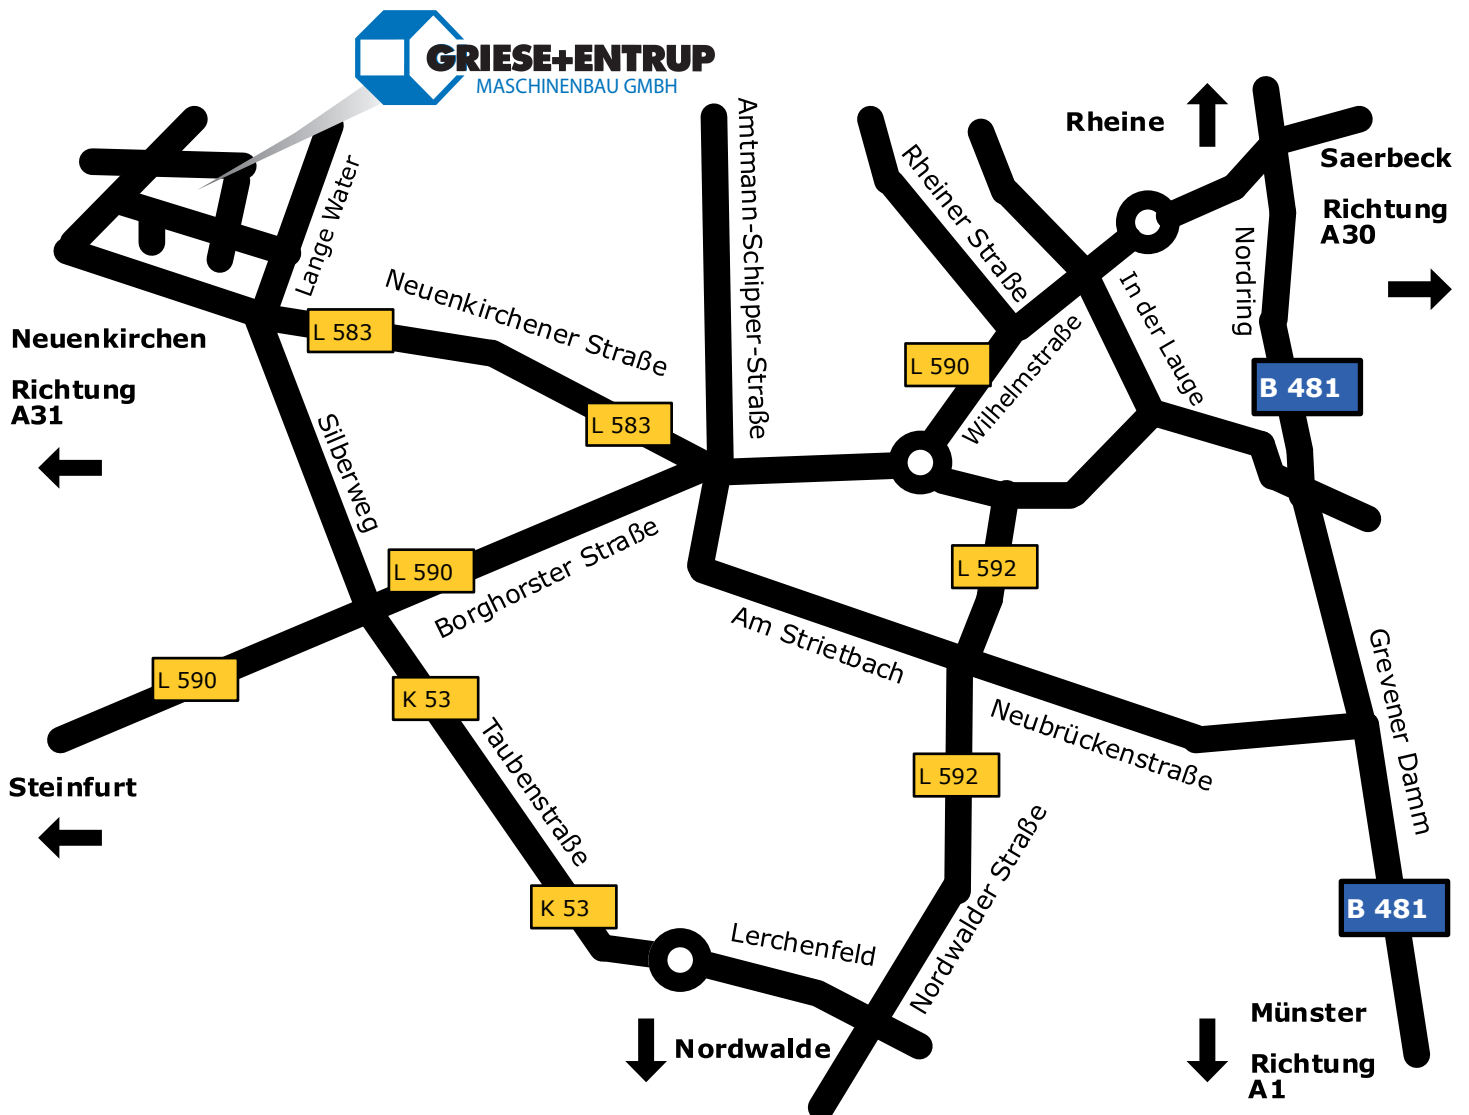 GRIESE+ENTRUP
MASCHINENBAU GMBH
Rheine
Saerbeck
Richtung
A30
Amtmann-Schipper-Straße
Rheiner Straße
Lange Water
Nordring
In der Lauge
Neuenkirchener Straße
L 583
Neuenkirchen
Richtung
A31
L 590
Wilhelmstraße
B 481
L 583
Silberweg
L 590
Borghorster Straße
L 592
Am Strietbach
L 590
K 53
Grevener Damm
Neubrückenstraße
Taubenstraße
L 592
Steinfurt
Nordwalder Straße
K 53
B 481
Lerchenfeld
Nordwalde
Münster
Richtung
A1